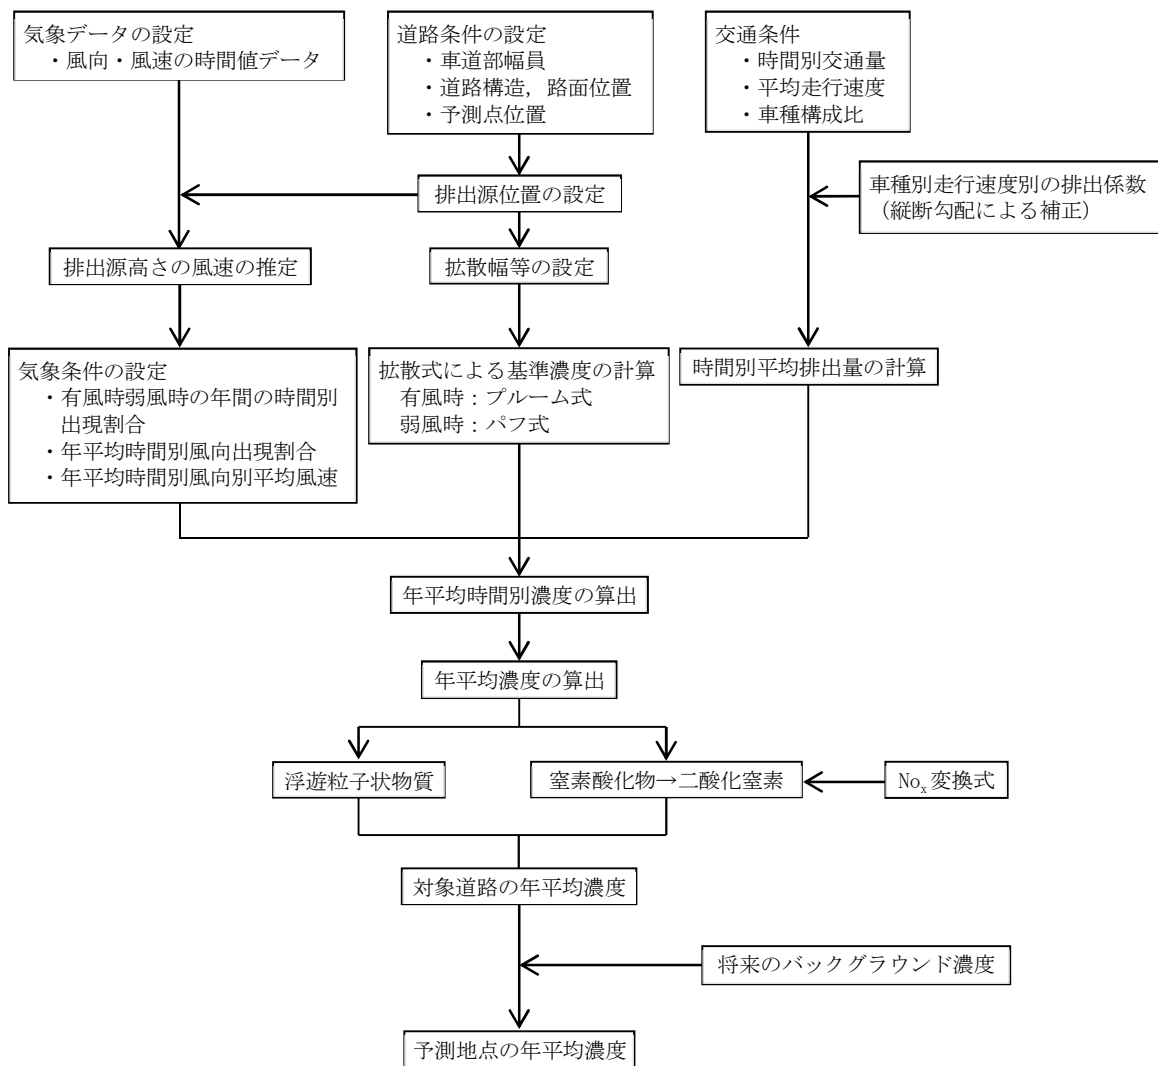 気象データの設定
・風向・風速の時間値データ
道路条件の設定
・車道部幅員
・道路構造，路面位置
・予測点位置
交通条件
・時間別交通量
・平均走行速度
・車種構成比
排出源位置の設定
車種別走行速度別の排出係数
（縦断勾配による補正）
排出源高さの風速の推定
拡散幅等の設定
気象条件の設定
・有風時弱風時の年間の時間別
出現割合
・年平均時間別風向出現割合
・年平均時間別風向別平均風速
拡散式による基準濃度の計算
有風時：プルーム式
弱風時：パフ式
時間別平均排出量の計算
年平均時間別濃度の算出
年平均濃度の算出
浮遊粒子状物質
窒素酸化物→二酸化窒素
Noₓ変換式
対象道路の年平均濃度
将来のバックグラウンド濃度
予測地点の年平均濃度